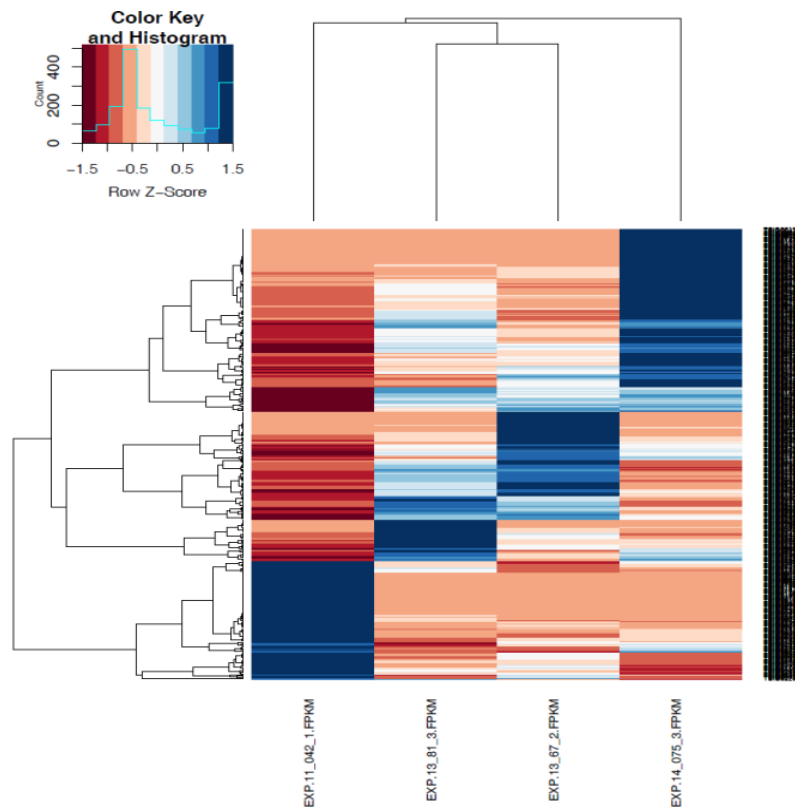 Color Key
and Histogram
Count
0 200 400
−1.5 −0.5 0.5 1.5
Row Z−Score
EXP.11_042_1.FPKM
EXP.13_81_3.FPKM
EXP.13_67_2.FPKM
EXP.14_075_3.FPKM